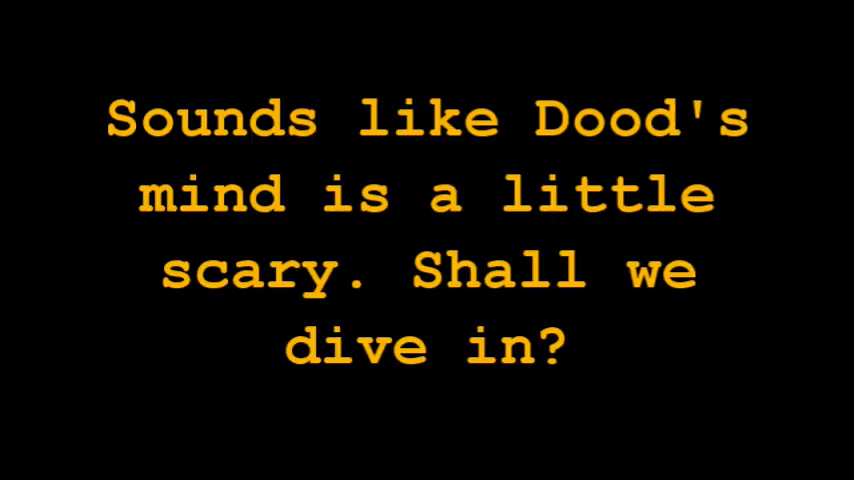 Sounds like Dood's
mind is a little
scary. Shall we
dive in?